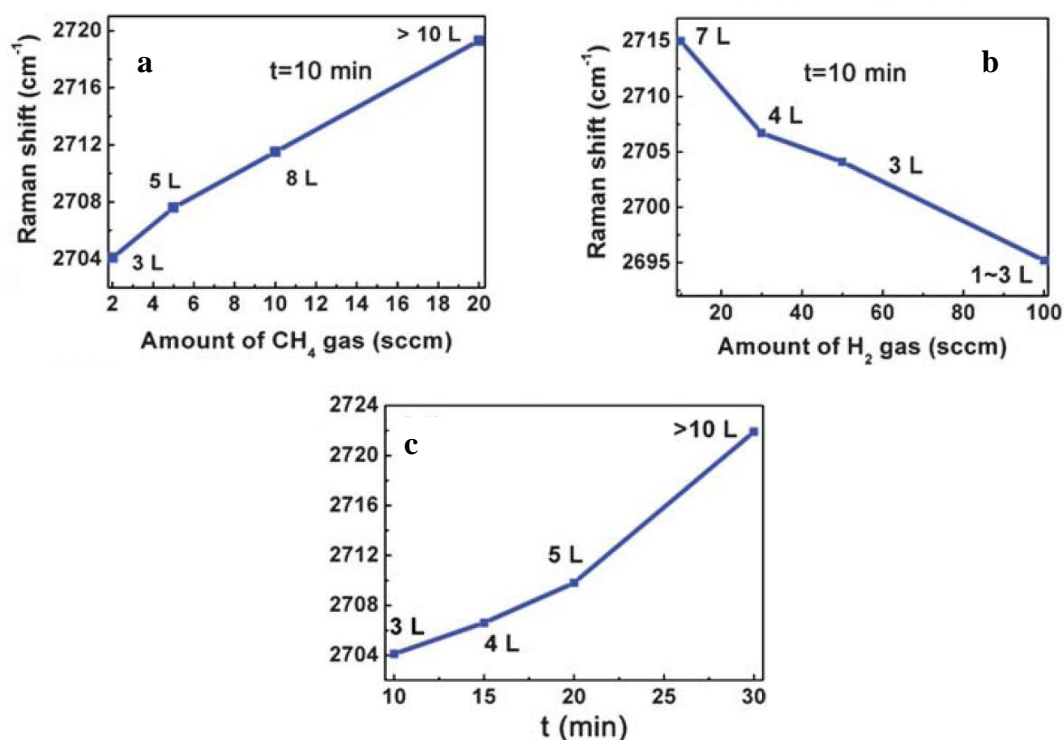 2720
2716
2712
2708
2704
Raman shift (cm⁻¹)
a
t=10 min
> 10 L
5 L
8 L
3 L
2 4 6 8 10 12 14 16 18 20
Amount of CH₄ gas (sccm)
2715
2710
2705
2700
2695
Raman shift (cm⁻¹)
7 L
b
t=10 min
4 L
3 L
1~3 L
20 40 60 80 100
Amount of H₂ gas (sccm)
2724
2720
2716
2712
2708
2704
c
>10 L
5 L
3 L
4 L
10 15 20 25 30
t (min)